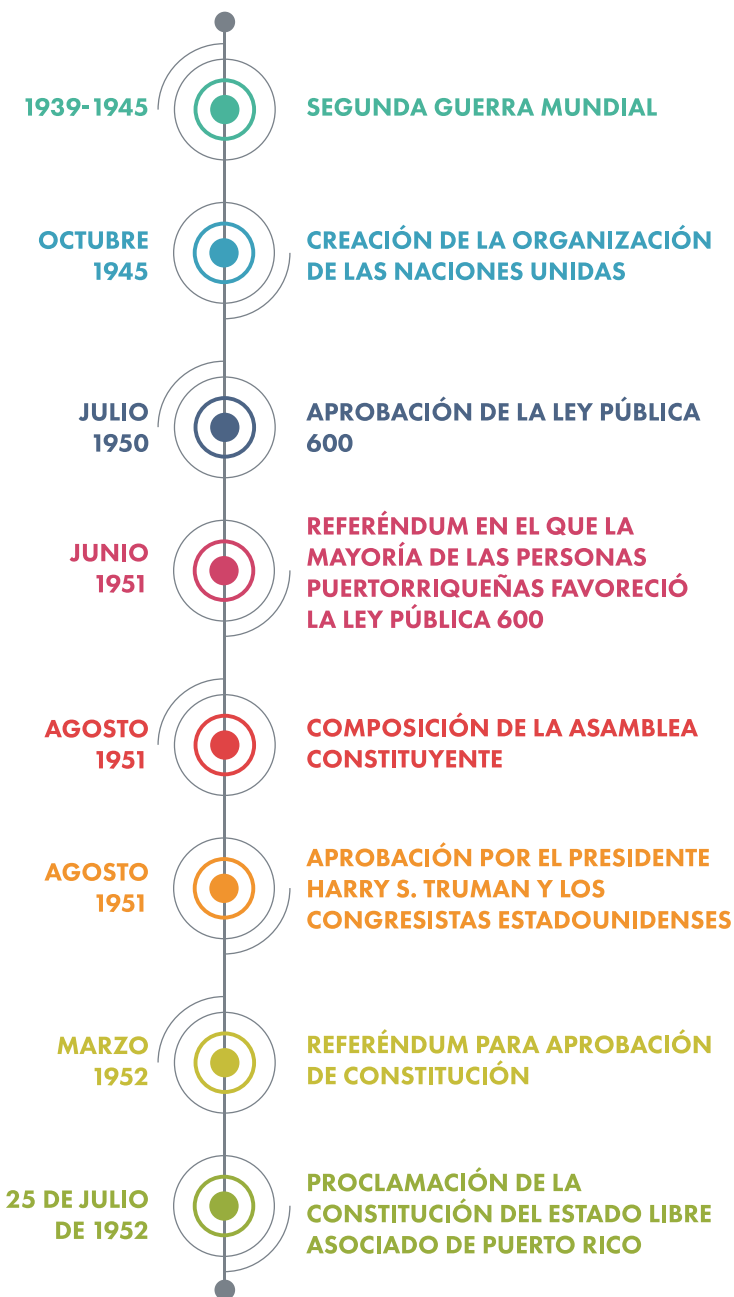 1939-1945
SEGUNDA GUERRA MUNDIAL
OCTUBRE
1945
CREACIÓN DE LA ORGANIZACIÓN
DE LAS NACIONES UNIDAS
JULIO
1950
APROBACIÓN DE LA LEY PÚBLICA
600
JUNIO
1951
REFERÉNDUM EN EL QUE LA
MAYORÍA DE LAS PERSONAS
PUERTORRIQUEÑAS FAVORECIÓ
LA LEY PÚBLICA 600
AGOSTO
1951
COMPOSICIÓN DE LA ASAMBLEA
CONSTITUYENTE
AGOSTO
1951
APROBACIÓN POR EL PRESIDENTE
HARRY S. TRUMAN Y LOS
CONGRESISTAS ESTADOUNIDENSES
MARZO
1952
REFERÉNDUM PARA APROBACIÓN
DE CONSTITUCIÓN
25 DE JULIO
DE 1952
PROCLAMACIÓN DE LA
CONSTITUCIÓN DEL ESTADO LIBRE
ASOCIADO DE PUERTO RICO